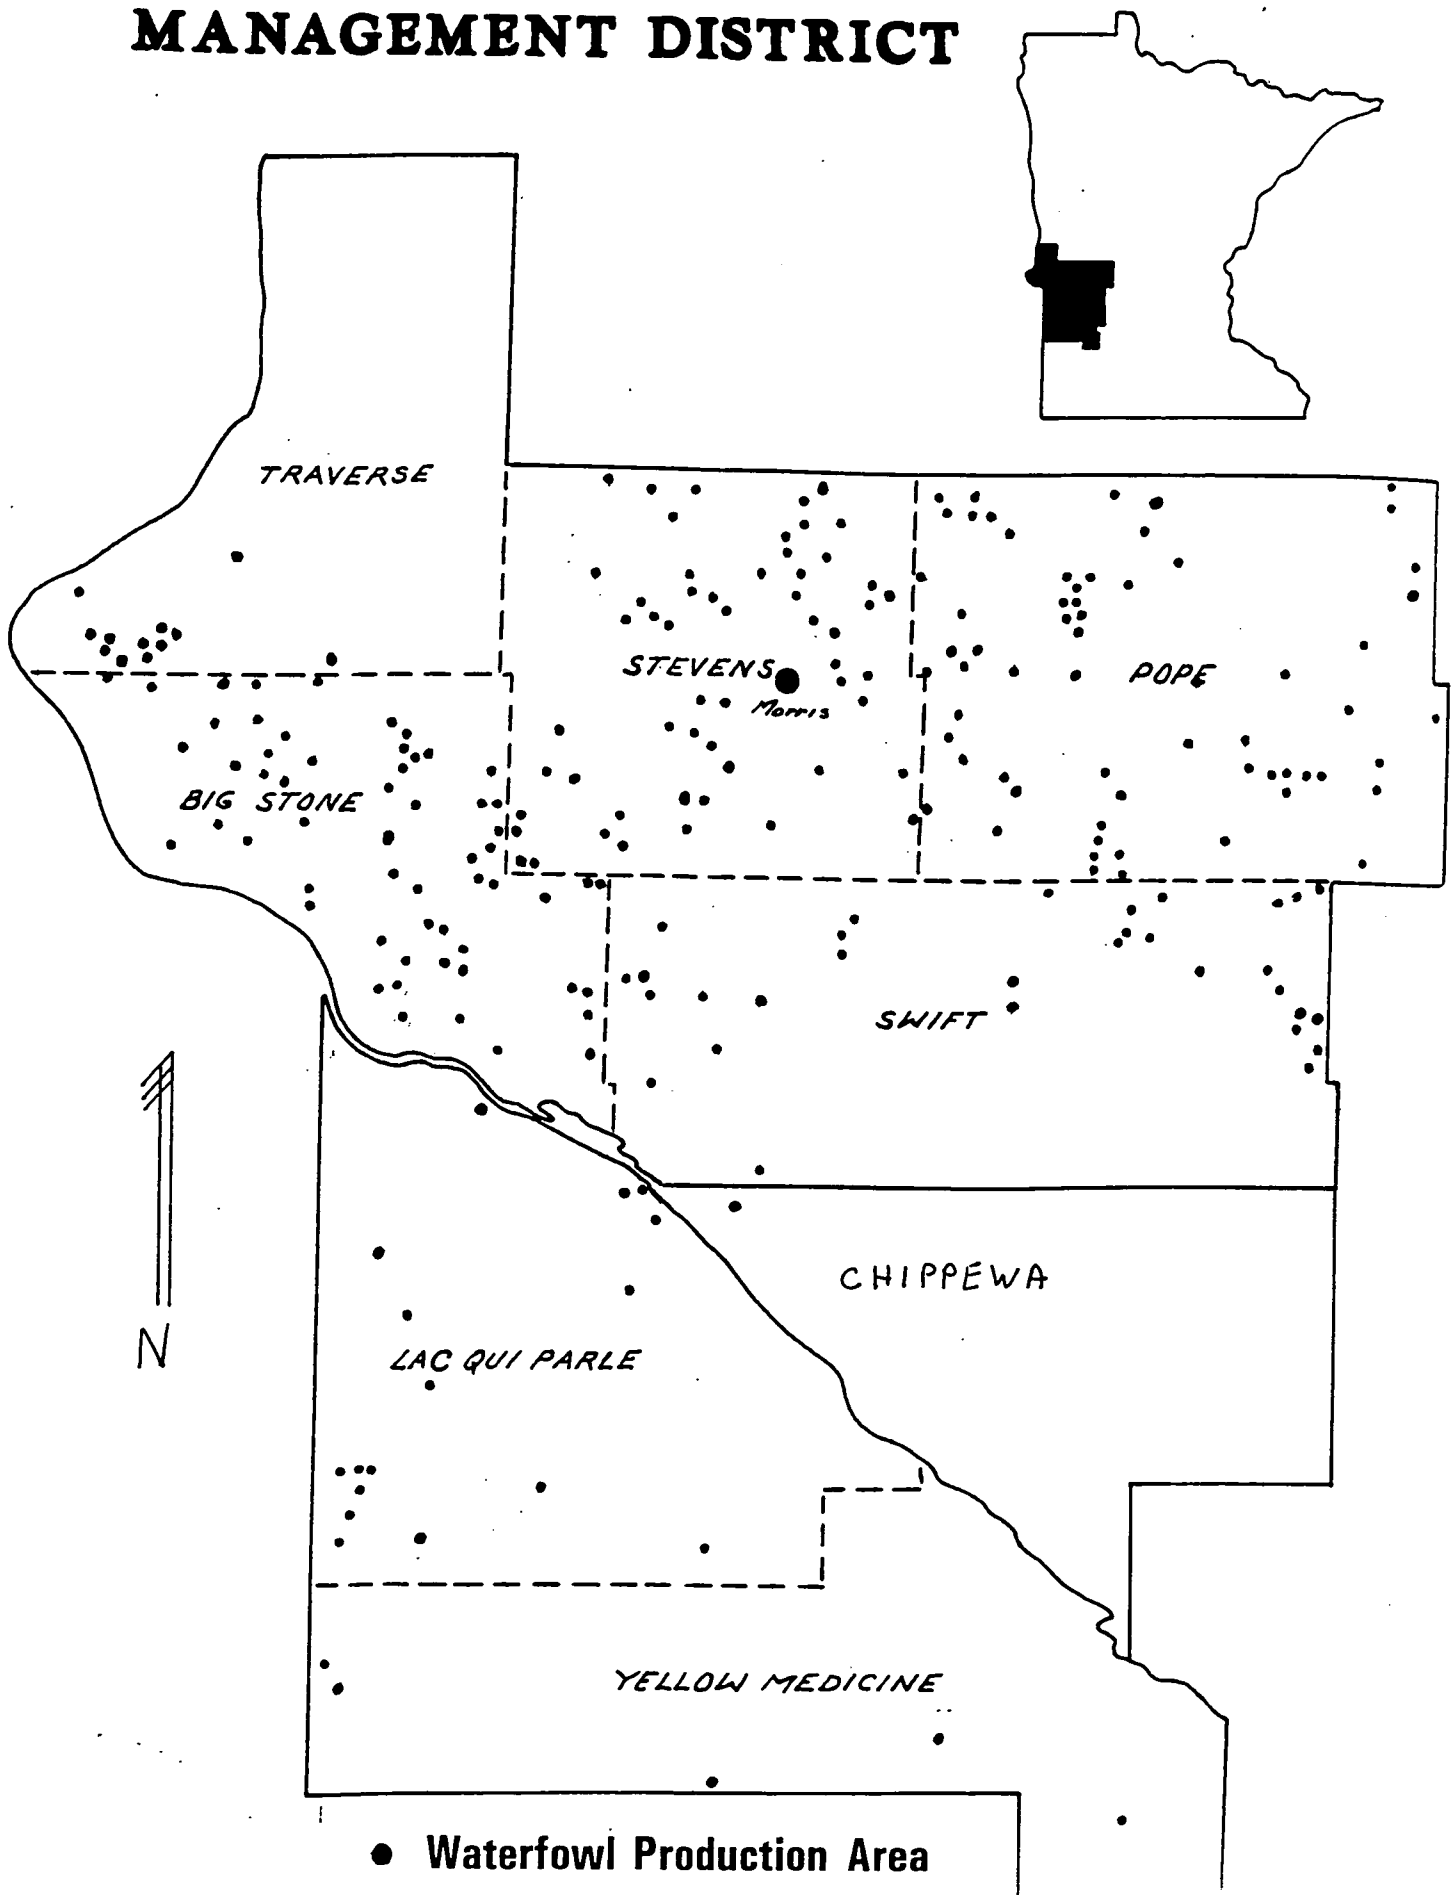 MANAGEMENT DISTRICT
TRAVERSE
STEVENS
Morris
POPE
BIG STONE
SWIFT
CHIPPEWA
N
LAC QUI PARLE
YELLOW MEDICINE
Waterfowl Production Area